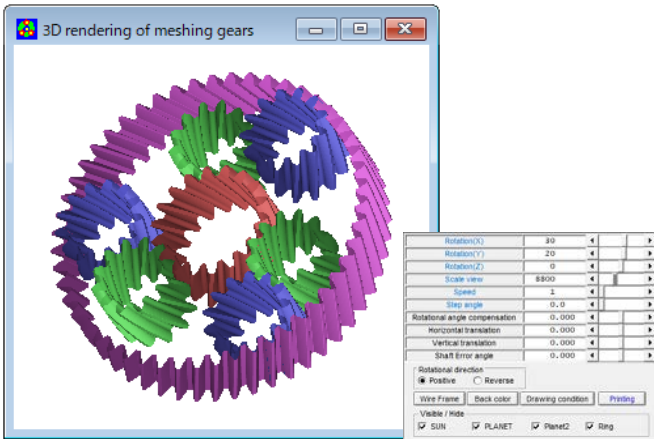 3D rendering of meshing gears
Rotation(X) 30
Rotation(Y) 20
Rotation(Z) 0
Scale view 8800
Speed 1
Step angle 0.0
Rotational angle compensation 0.000
Horizontal translation 0.000
Vertical translation 0.000
Shaft Error angle 0.000
Rotational direction
Positive Reverse
Wire Frame Back color Drawing condition Printing
Visible / Hide
SUN PLANET Planet2 Ring